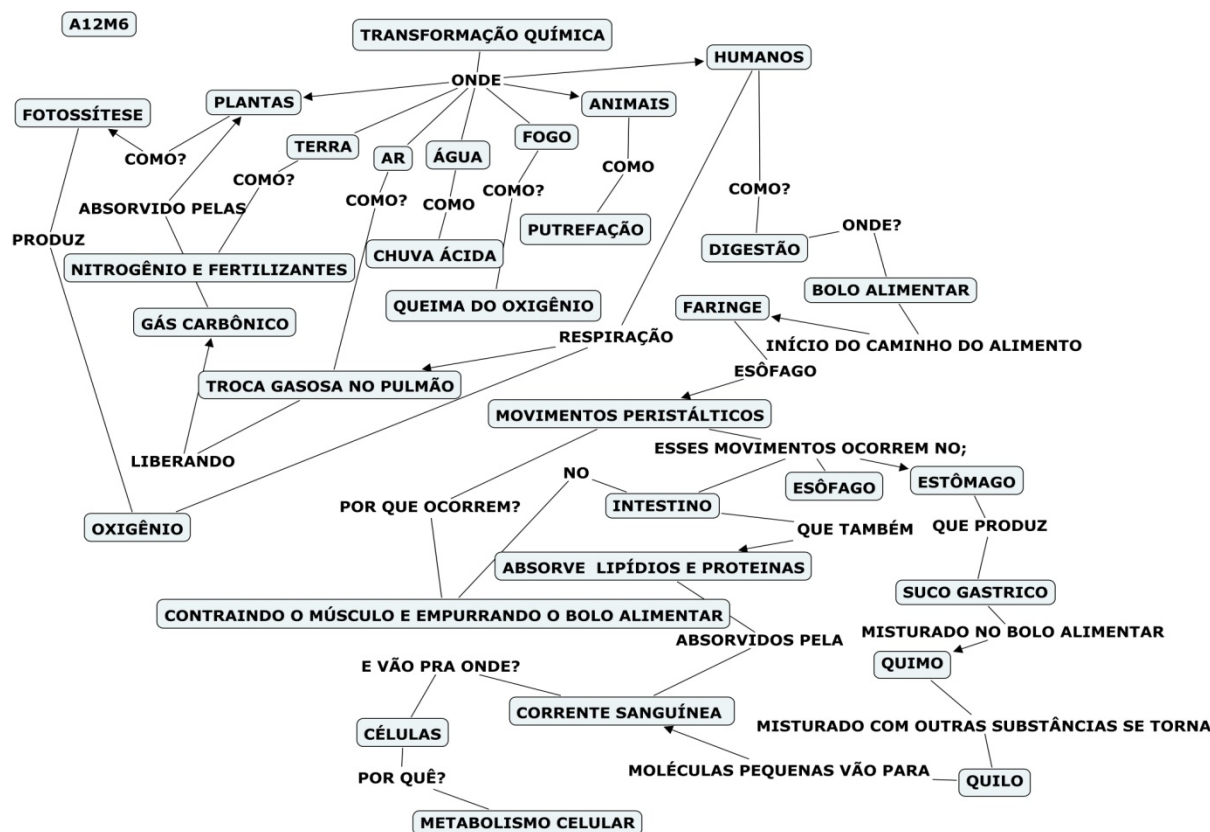 A12M6
TRANSFORMAÇÃO QUÍMICA
HUMANOS
ONDE
PLANTAS
ANIMAIS
FOTOSSÍTESE
FOGO
TERRA
AR
ÁGUA
COMO?
COMO
COMO?
COMO?
COMO?
COMO
COMO?
ABSORVIDO PELAS
PUTREFAÇÃO
ONDE?
PRODUZ
DIGESTÃO
CHUVA ÁCIDA
NITROGÊNIO E FERTILIZANTES
BOLO ALIMENTAR
QUEIMA DO OXIGÊNIO
FARINGE
GÁS CARBÔNICO
RESPIRAÇÃO
INÍCIO DO CAMINHO DO ALIMENTO
ESÔFAGO
TROCA GASOSA NO PULMÃO
MOVIMENTOS PERISTÁLTICOS
ESSES MOVIMENTOS OCORREM NO;
LIBERANDO
NO
ESÔFAGO
ESTÔMAGO
POR QUE OCORREM?
INTESTINO
OXIGÊNIO
QUE TAMBÉM
QUE PRODUZ
ABSORVE LIPÍDIOS E PROTEINAS
SUCO GASTRICO
CONTRAINDO O MÚSCULO E EMPURRANDO O BOLO ALIMENTAR
ABSORVIDOS PELA
MISTURADO NO BOLO ALIMENTAR
E VÃO PRA ONDE?
QUIMO
CORRENTE SANGUÍNEA
CÉLULAS
MISTURADO COM OUTRAS SUBSTÂNCIAS SE TORNA
POR QUÊ?
MOLÉCULAS PEQUENAS VÃO PARA
QUILO
METABOLISMO CELULAR